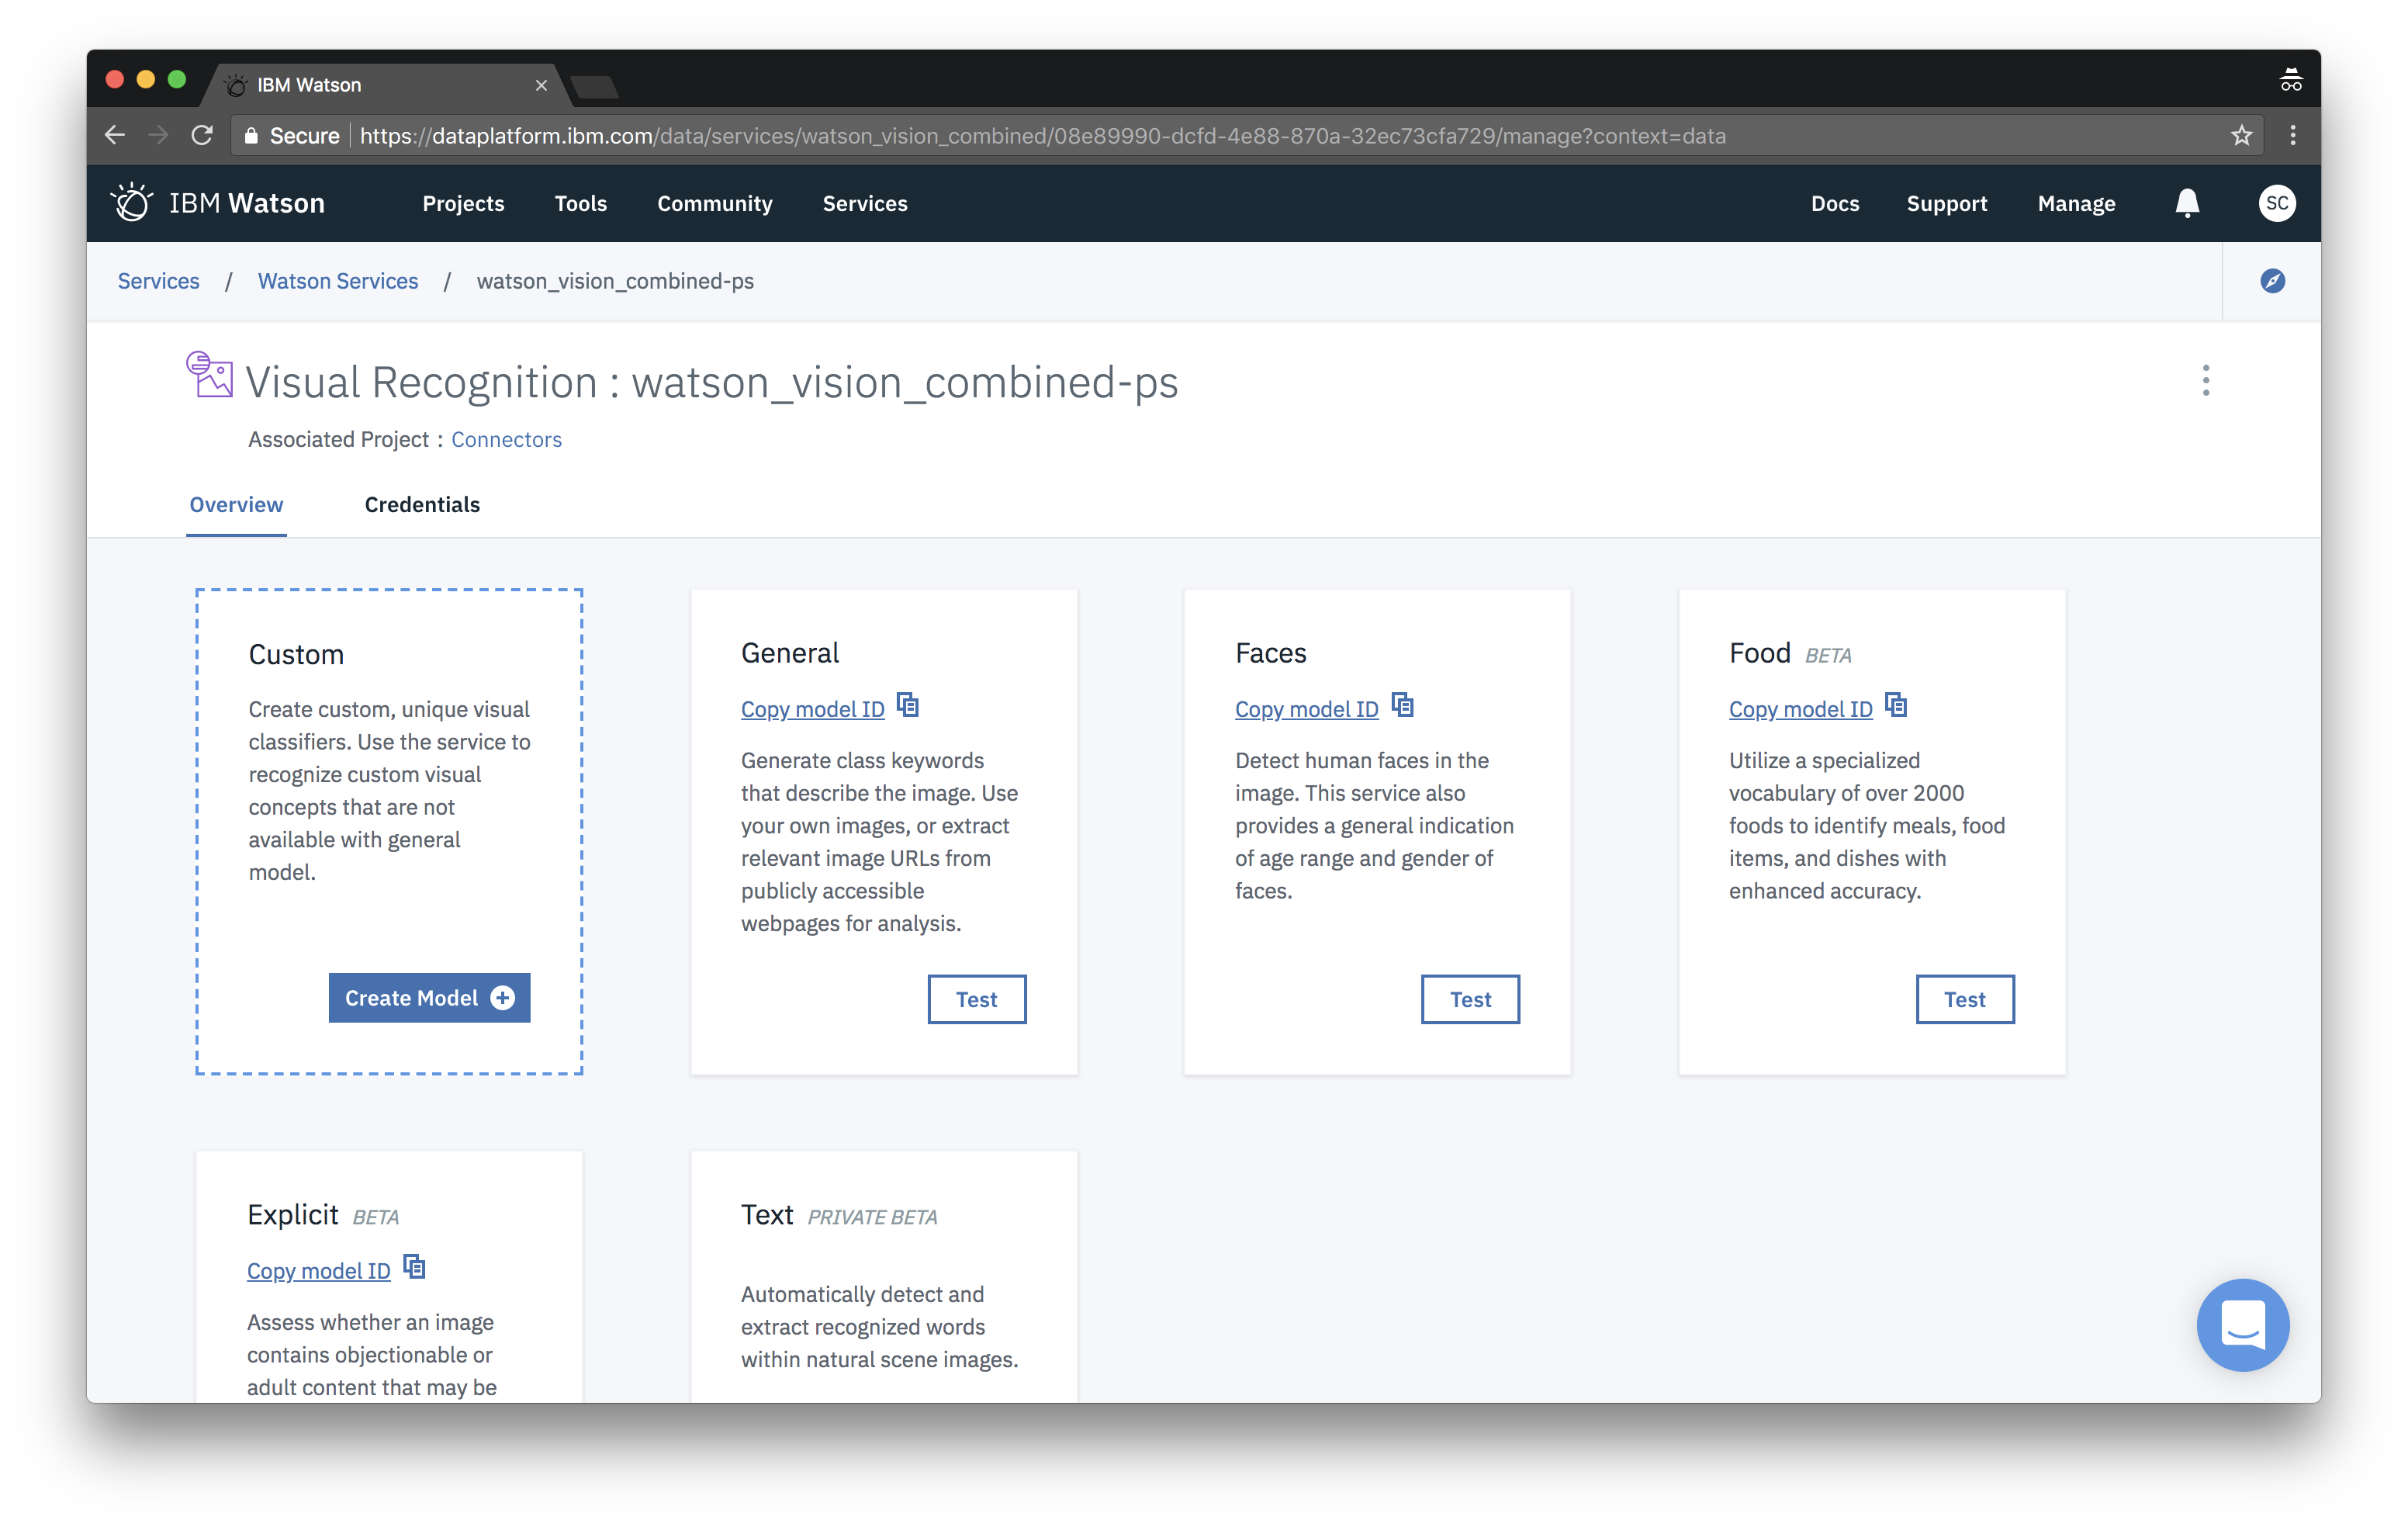 IBM Watson
Secure https://dataplatform.ibm.com/data/services/watson_vision_combined/08e89990-dcfd-4e88-870a-32ec73cfa729/manage?context=data
IBM Watson Projects Tools Community Services Docs Support Manage SC
Services / Watson Services / watson_vision_combined-ps
Visual Recognition : watson_vision_combined-ps
Associated Project : Connectors
Overview Credentials
Custom
Create custom, unique visual
classifiers. Use the service to
recognize custom visual
concepts that are not
available with general
model.
Create Model
General
Copy model ID
Generate class keywords
that describe the image. Use
your own images, or extract
relevant image URLs from
publicly accessible
webpages for analysis.
Test
Faces
Copy model ID
Detect human faces in the
image. This service also
provides a general indication
of age range and gender of
faces.
Test
Food BETA
Copy model ID
Utilize a specialized
vocabulary of over 2000
foods to identify meals, food
items, and dishes with
enhanced accuracy.
Test
Explicit BETA
Copy model ID
Assess whether an image
contains objectionable or
adult content that may be
Text PRIVATE BETA
Automatically detect and
extract recognized words
within natural scene images.